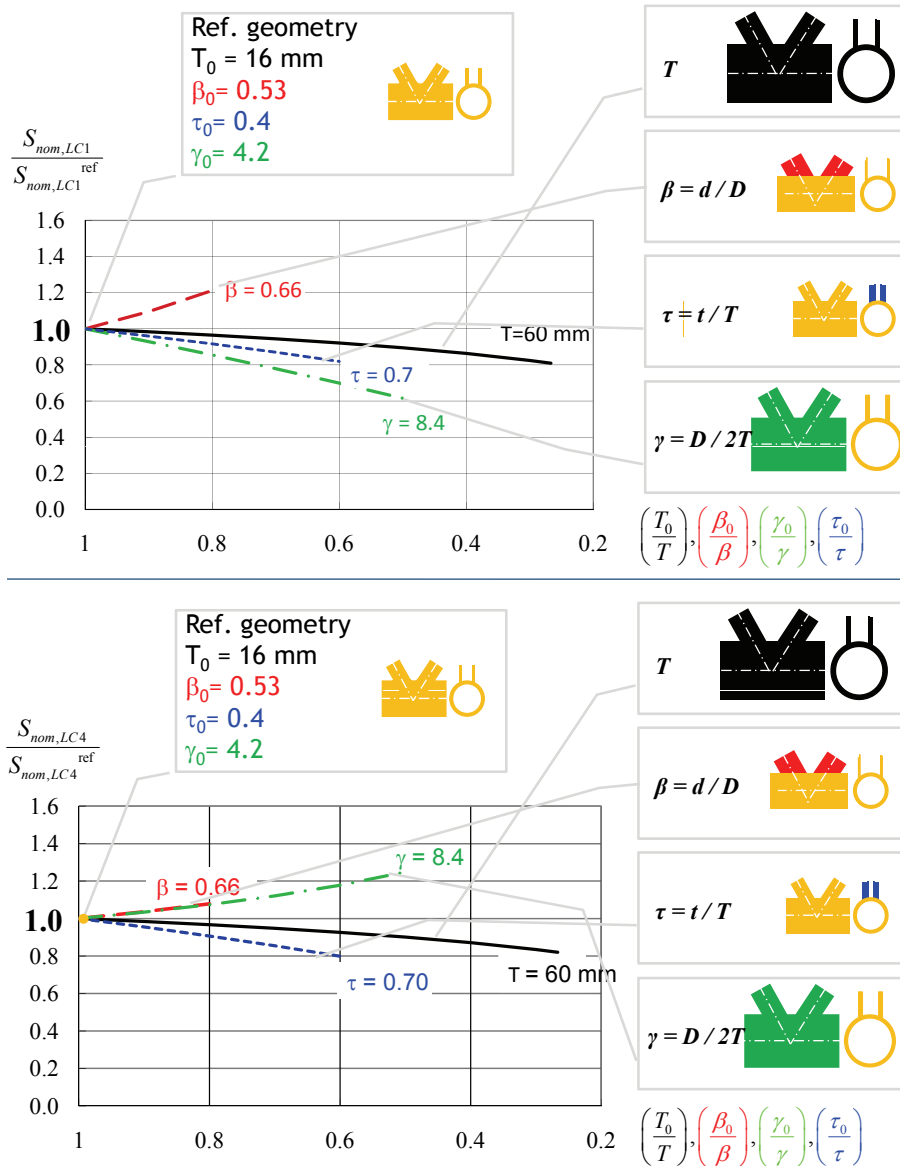 Ref. geometry
T0 = 16 mm
β0= 0.53
τ0= 0.4
γ0= 4.2
Snom,LC1
Snom,LC1 ref
1.6
1.4
1.2
1.0
0.8
0.6
0.4
0.2
0.0
1
0.8
0.6
0.4
0.2
β = 0.66
T=60 mm
τ = 0.7
γ = 8.4
T
β = d / D
τ = t / T
γ = D / 2T
(T0/T), (β0/β), (γ0/γ), (τ0/τ)
Ref. geometry
T0 = 16 mm
β0= 0.53
τ0= 0.4
γ0= 4.2
Snom,LC4
Snom,LC4 ref
1.6
1.4
1.2
1.0
0.8
0.6
0.4
0.2
0.0
1
0.8
0.6
0.4
0.2
γ = 8.4
β = 0.66
T = 60 mm
τ = 0.70
T
β = d / D
τ = t / T
γ = D / 2T
(T0/T), (β0/β), (γ0/γ), (τ0/τ)